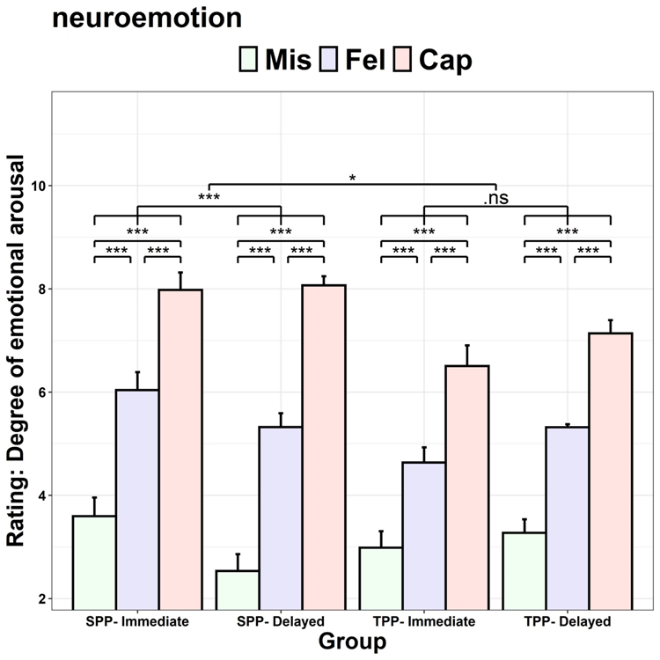 neuroemotion
Mis Fel Cap
Rating: Degree of emotional arousal
10
8
6
4
2
*
*** .ns
*** *** *** ***
*** *** *** *** *** *** *** ***
SPP- Immediate SPP- Delayed TPP- Immediate TPP- Delayed
Group